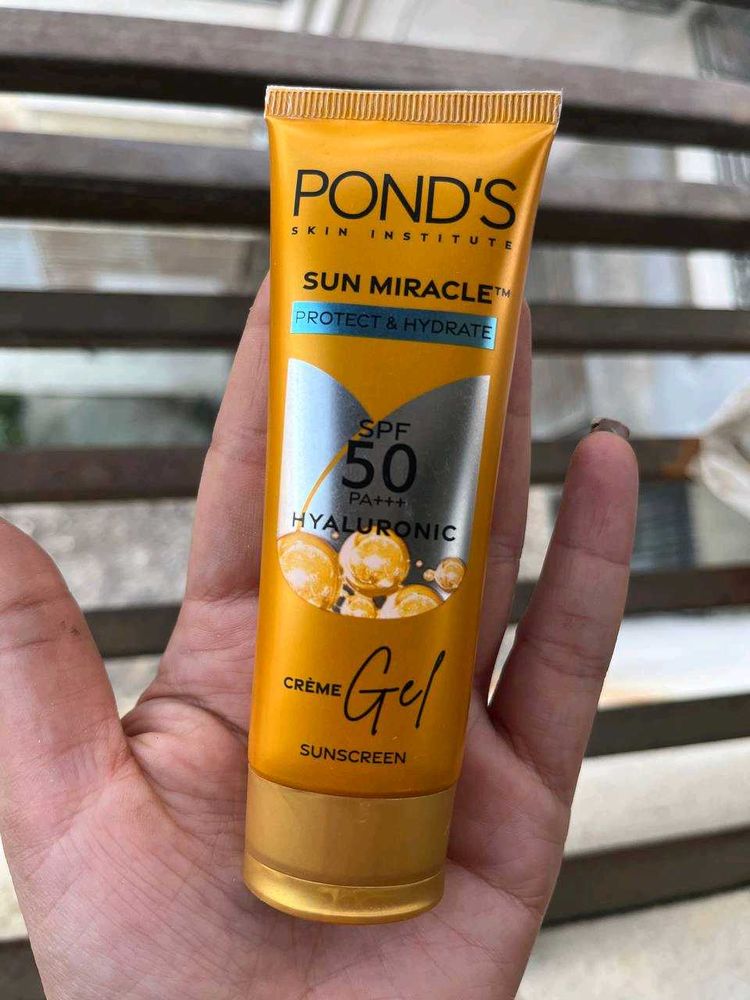 POND'S
SKIN INSTITUTE
SUN MIRACLE™
PROTECT & HYDRATE
SPF
50
PA+++
HYALURONIC
CRÈME Gel
SUNSCREEN